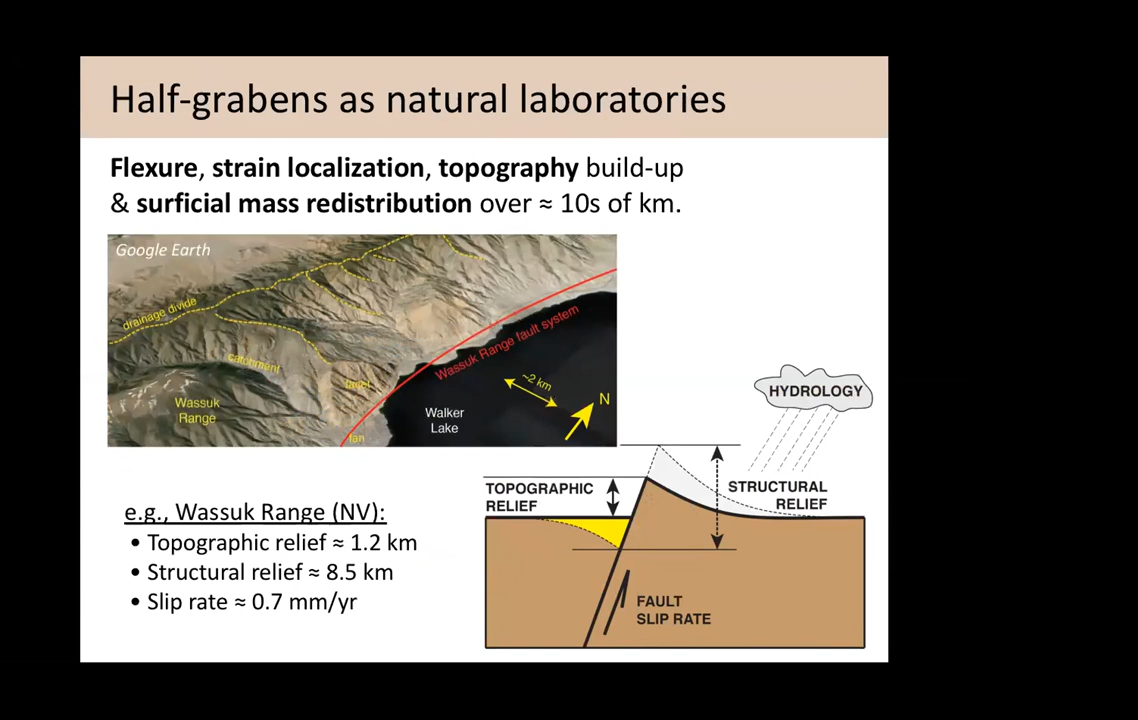 Half-grabens as natural laboratories
Flexure, strain localization, topography build-up
& surficial mass redistribution over ≈ 10s of km.
Google Earth
drainage divide
catchment
facet
Wassuk
Range
fan
Wassuk Range fault system
~2 km
N
Walker
Lake
HYDROLOGY
TOPOGRAPHIC
RELIEF
STRUCTURAL
RELIEF
FAULT
SLIP RATE
e.g., Wassuk Range (NV):
• Topographic relief ≈ 1.2 km
• Structural relief ≈ 8.5 km
• Slip rate ≈ 0.7 mm/yr